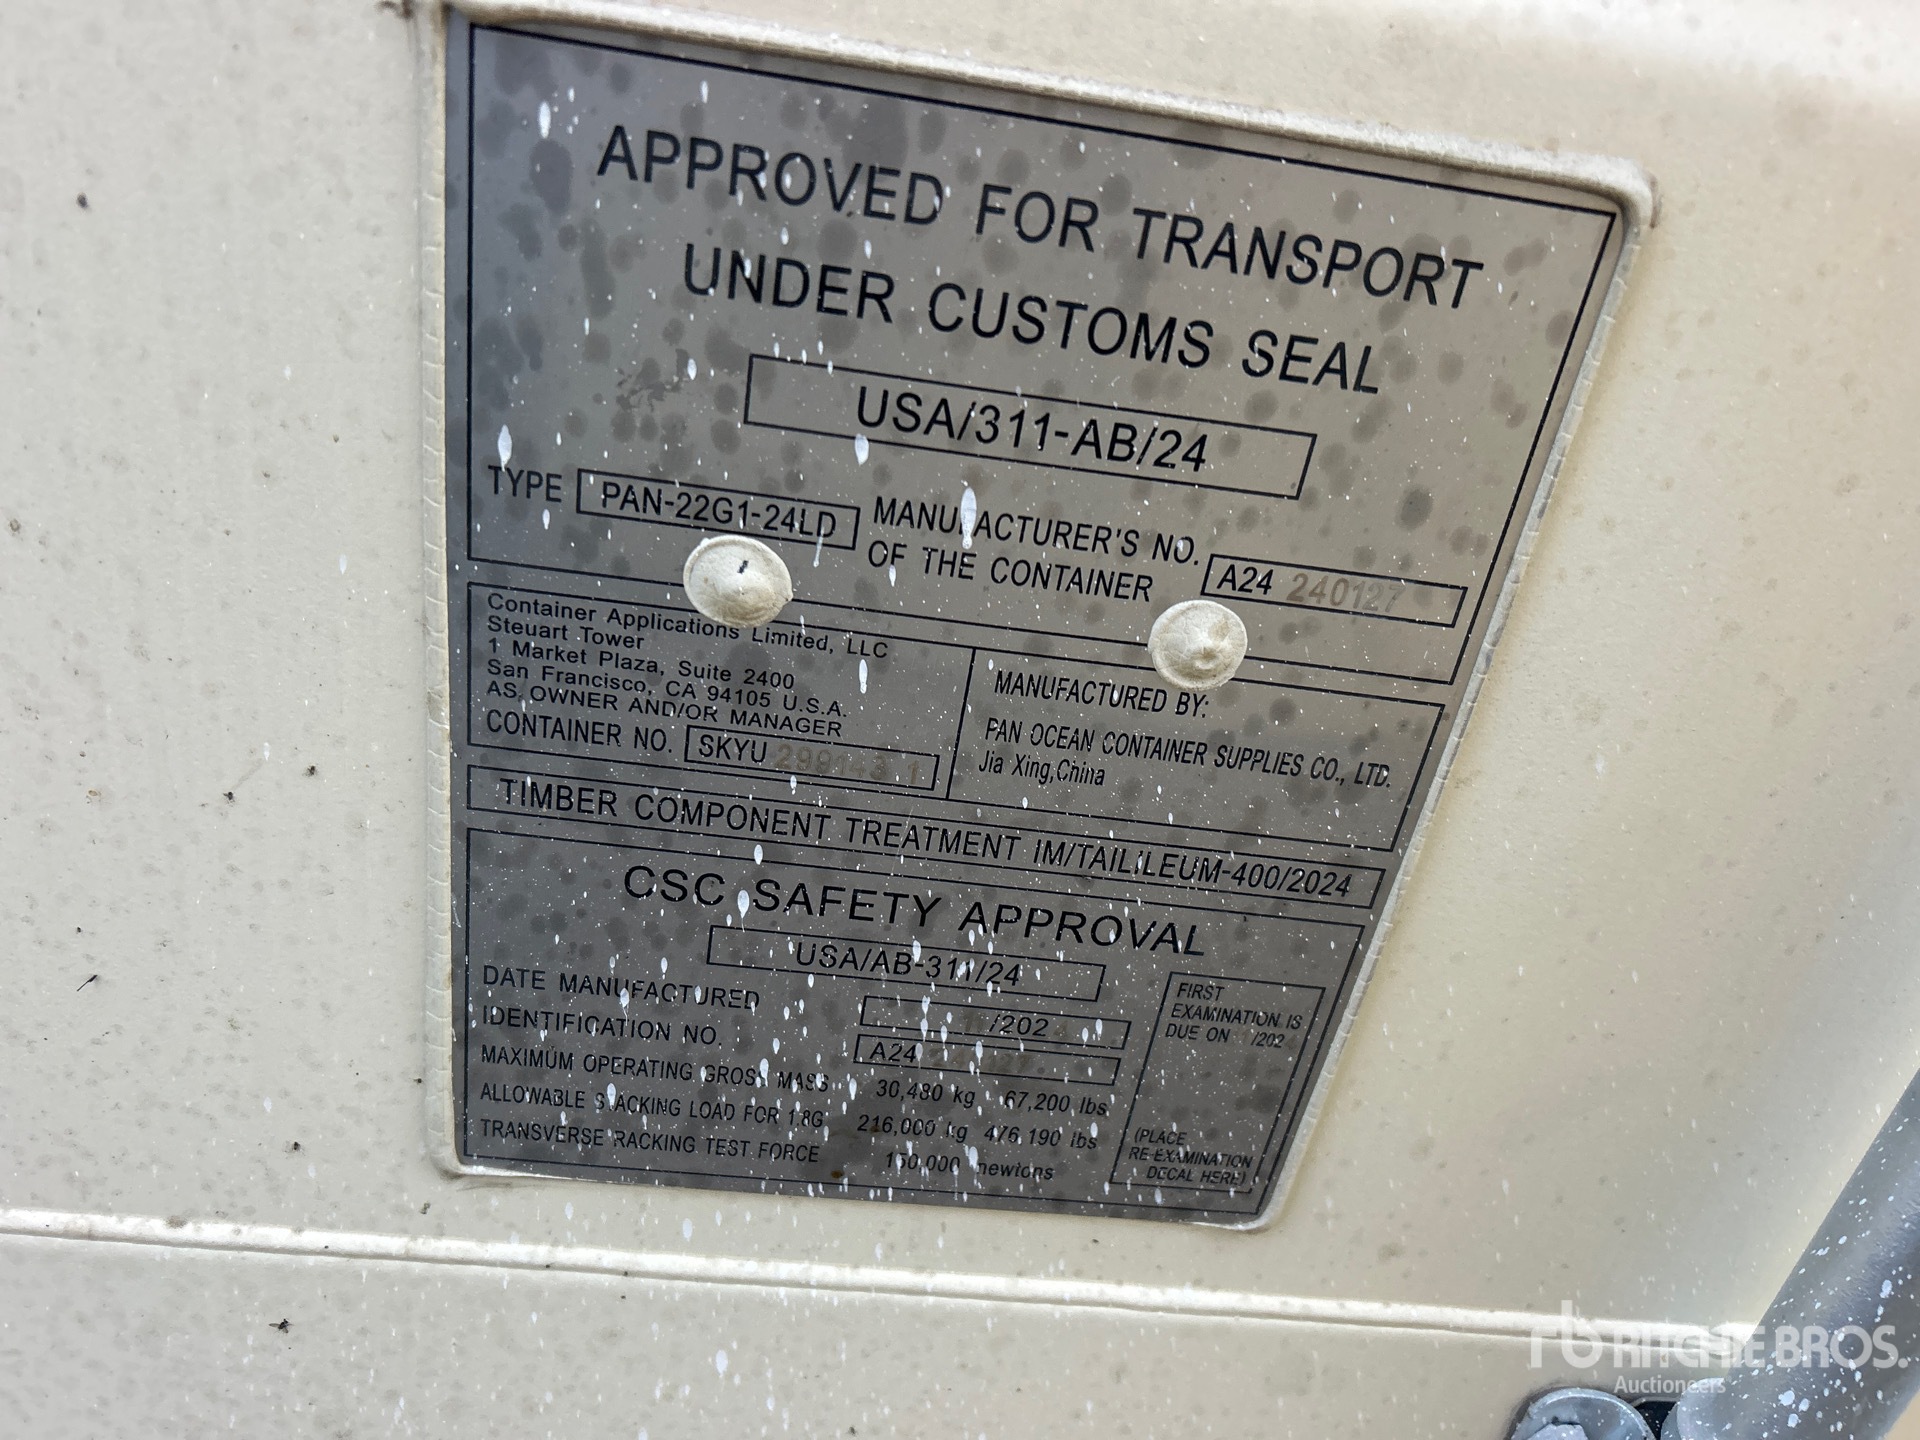 APPROVED FOR TRANSPORT
UNDER CUSTOMS SEAL
USA/311-AB/24
TYPE PAN-22G1-24LD
MANUFACTURER'S NO.
OF THE CONTAINER
A24 240127
Container Applications Limited, LLC
Steuart Tower
1 Market Plaza, Suite 2400
San Francisco, CA 94105 U.S.A.
AS OWNER AND/OR MANAGER
CONTAINER NO. SKYU
MANUFACTURED BY:
PAN OCEAN CONTAINER SUPPLIES CO., LTD.
Jia Xing,China
TIMBER COMPONENT TREATMENT IM/TAILILEUM-400/2024
CSC SAFETY APPROVAL
USA/AB-311/24
DATE MANUFACTURED /202
IDENTIFICATION NO. A24
MAXIMUM OPERATING GROSS MASS 30,480 kg 67,200 lbs
ALLOWABLE STACKING LOAD FOR 1.8G 216,000 kg 476,190 lbs
TRANSVERSE RACKING TEST FORCE 150,000 newtons
FIRST
EXAMINATION IS
DUE ON /202
(PLACE
RE-EXAMINATION
DECAL HERE)
rb RITCHIE BROS.
Auctioneers